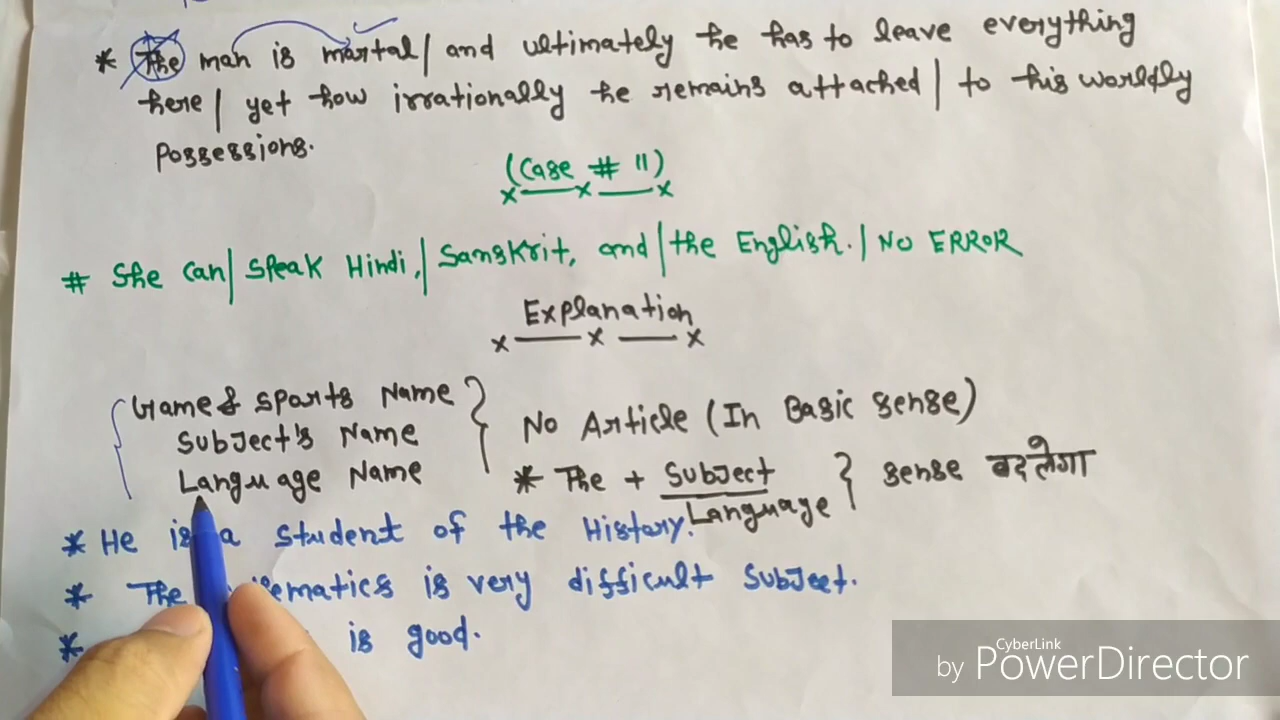 * The man is mortal/ and ultimately he has to leave everything
here/ yet how irrationally he remains attached/ to his worldly
possessions.
(Case # 11)
# She can/ speak Hindi,/ Sanskrit, and/ the English./ NO ERROR
Explanation
Game & sports Name
Subject's Name
Language Name
No Article (In Basic sense)
* The + Subject
Language
sense बदलेगा
* He is a student of the History.
* The ematics is very difficult subject.
* is good.
CyberLink
by PowerDirector